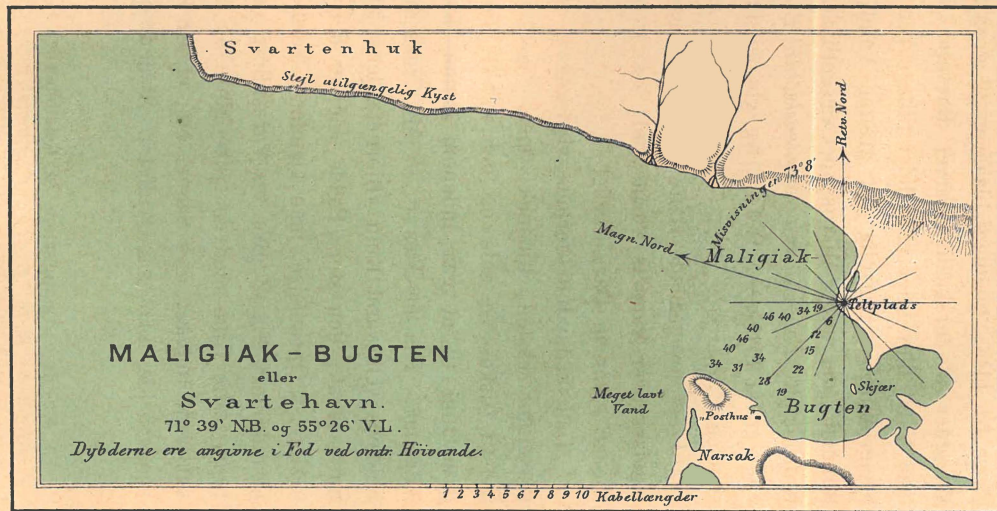 Svartenhuk
Stejl utilgængelig Kyst
Retv. Nord
Misvisningen 73°8'
Magn. Nord
Maligiak-
Teltplads
46 40 34 19
6
40
12
46
15
40
34
34 31
22
28
19
Skjær
MALIGIAK-BUGTEN
eller
Svartehavn.
71° 39' N.B. og 55° 26' V.L.
Dybderne ere angivne i Fod ved omtr. Höivande.
Meget lavt
Vand
Bugten
„Posthus"
Narsak
1 2 3 4 5 6 7 8 9 10 Kabellængder